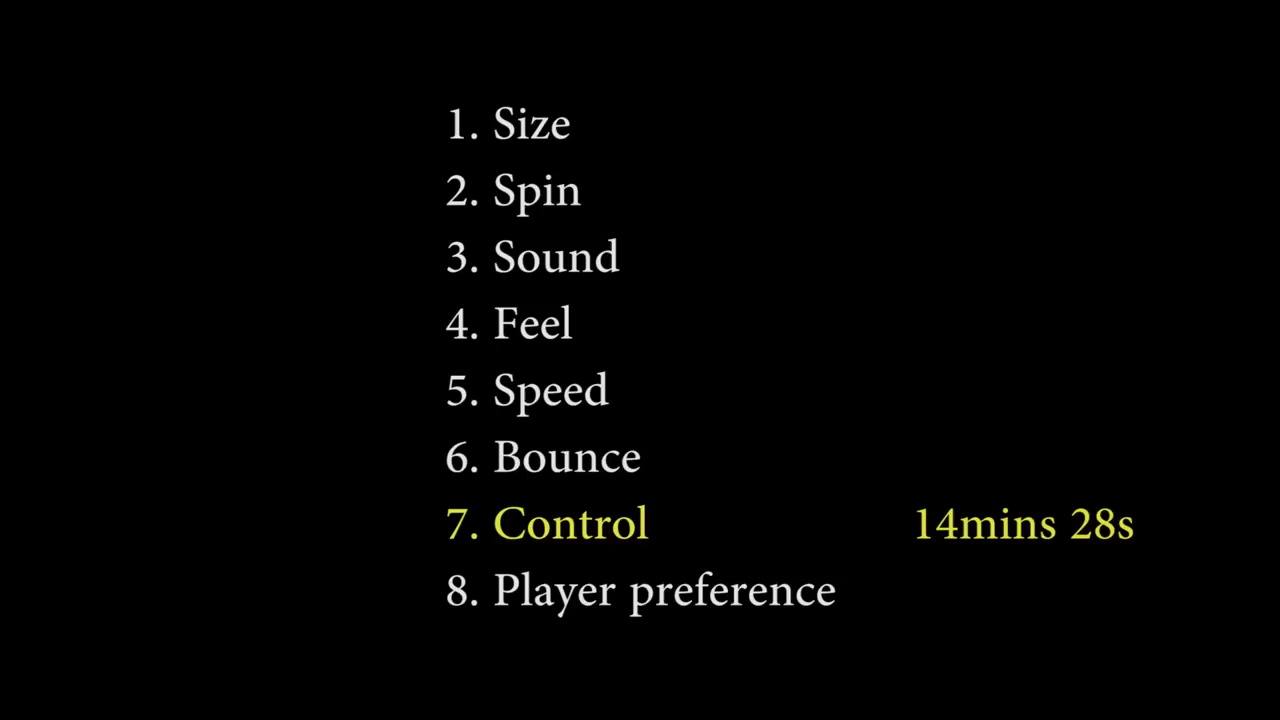 1. Size
2. Spin
3. Sound
4. Feel
5. Speed
6. Bounce
7. Control 14mins 28s
8. Player preference